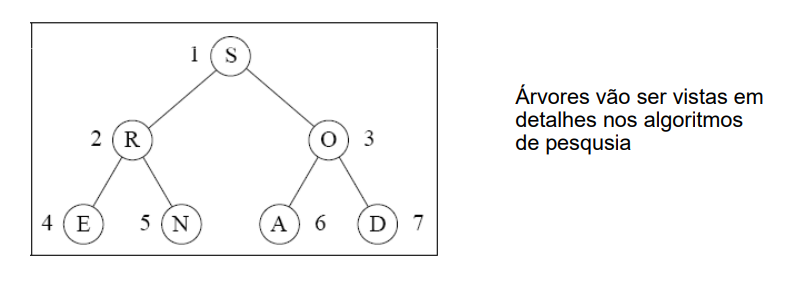 1 S
2 R O 3
4 E 5 N A 6 D 7
Árvores vão ser vistas em
detalhes nos algoritmos
de pesqusia